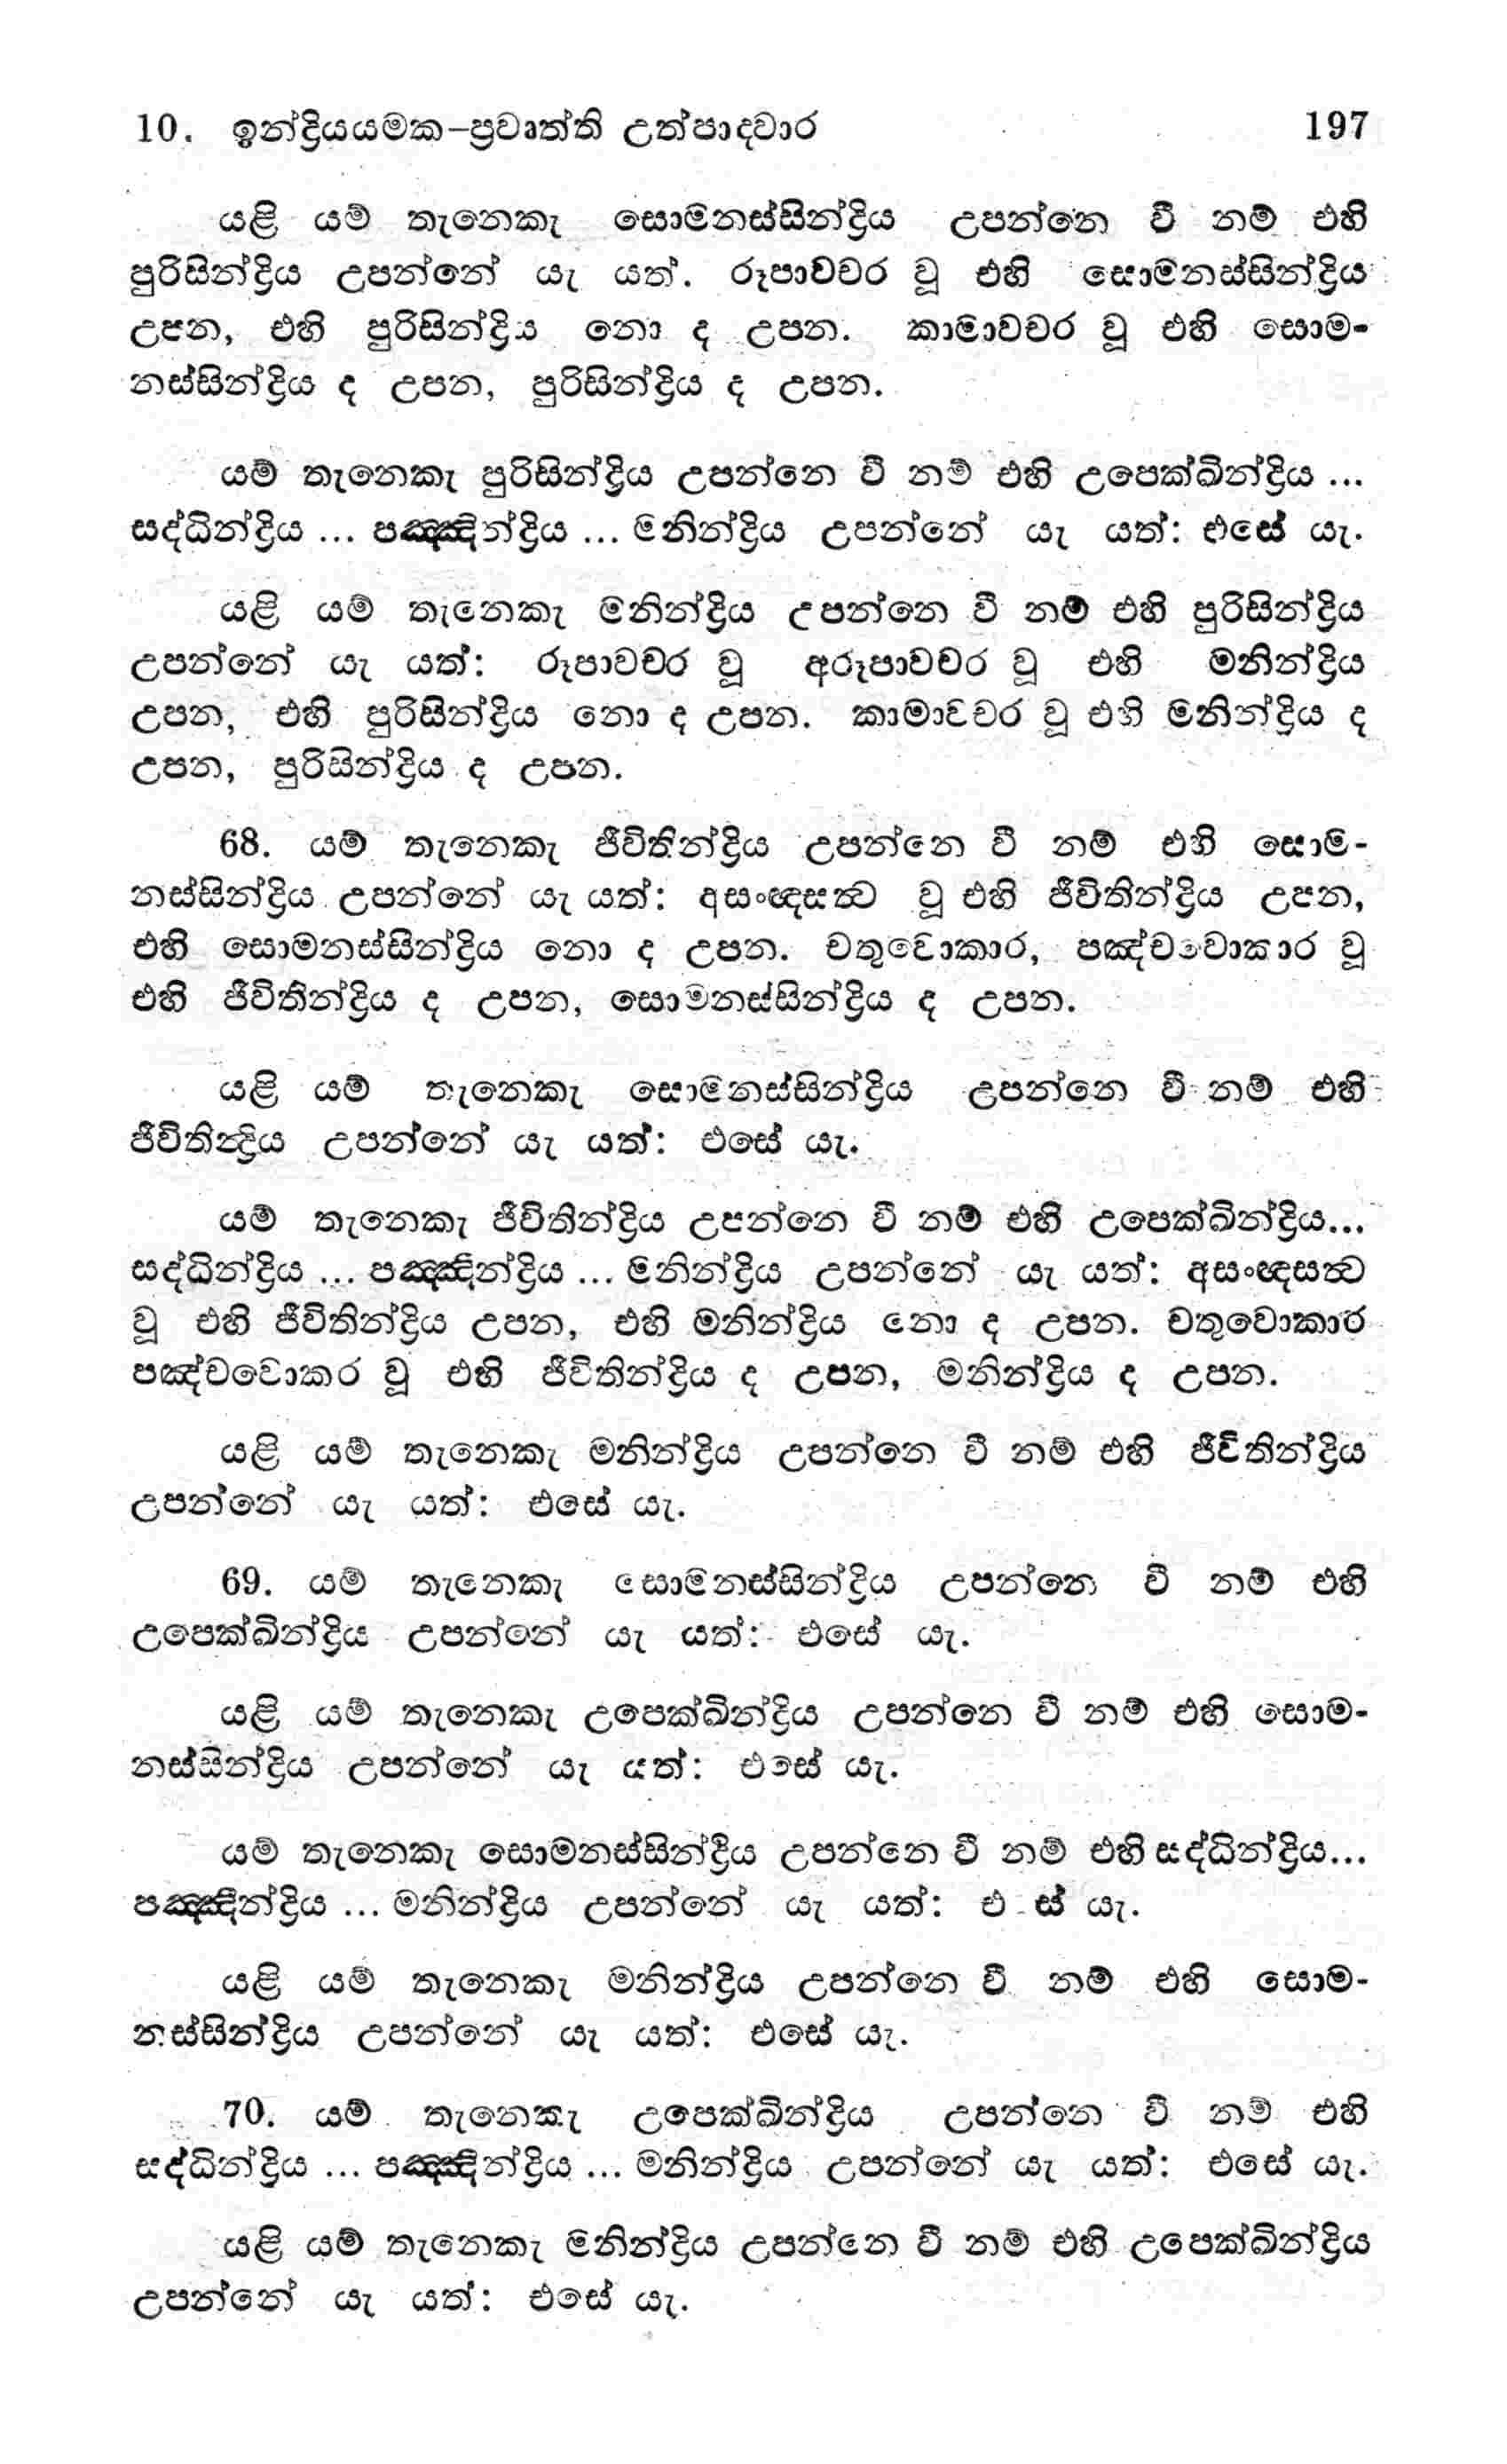 10. ඉන්ද්‍රියයමක-ප්‍රවෘත්ති උත්පාදවාර 197
යළි යම් තැනෙකැ සොමනස්සින්ද්‍රිය උපන්නෙ වී නම් එහි
පුරිසින්ද්‍රිය උපන්නේ යැ යත්. රූපාවචර වූ එහි සොමනස්සින්ද්‍රිය
උපන, එහි පුරිසින්ද්‍රිය නො ද උපන. කාමාවචර වූ එහි සොම-
නස්සින්ද්‍රිය ද උපන, පුරිසින්ද්‍රිය ද උපන.
යම් තැනෙකැ පුරිසින්ද්‍රිය උපන්නෙ වී නම් එහි උපෙක්ඛින්ද්‍රිය ...
සද්ධින්ද්‍රිය ... පඤ්ඤින්ද්‍රිය ... මනින්ද්‍රිය උපන්නේ යැ යත්: එසේ යැ.
යළි යම් තැනෙකැ මනින්ද්‍රිය උපන්නෙ වී නම් එහි පුරිසින්ද්‍රිය
උපන්නේ යැ යත්: රූපාවචර වූ අරූපාවචර වූ එහි මනින්ද්‍රිය
උපන, එහි පුරිසින්ද්‍රිය නො ද උපන. කාමාවචර වූ එහි මනින්ද්‍රිය ද
උපන, පුරිසින්ද්‍රිය ද උපන.
68. යම් තැනෙකැ ජීවිතින්ද්‍රිය උපන්නෙ වී නම් එහි සොම-
නස්සින්ද්‍රිය උපන්නේ යැ යත්: අසංඥසත්‍ව වූ එහි ජීවිතින්ද්‍රිය උපන,
එහි සොමනස්සින්ද්‍රිය නො ද උපන. චතුවොකාර, පඤ්චවොකාර වූ
එහි ජීවිතින්ද්‍රිය ද උපන, සොමනස්සින්ද්‍රිය ද උපන.
යළි යම් තැනෙකැ සොමනස්සින්ද්‍රිය උපන්නෙ වී නම් එහි
ජීවිතින්‍ද්‍රිය උපන්නේ යැ යත්: එසේ යැ.
යම් තැනෙකැ ජීවිතින්ද්‍රිය උපන්නෙ වී නම් එහි උපෙක්ඛින්ද්‍රිය...
සද්ධින්ද්‍රිය ... පඤ්ඤින්ද්‍රිය ... මනින්ද්‍රිය උපන්නේ යැ යත්: අසංඥසත්‍ව
වූ එහි ජීවිතින්ද්‍රිය උපන, එහි මනින්ද්‍රිය නො ද උපන. චතුවොකාර
පඤ්චවොකර වූ එහි ජීවිතින්ද්‍රිය ද උපන, මනින්ද්‍රිය ද උපන.
යළි යම් තැනෙකැ මනින්ද්‍රිය උපන්නෙ වී නම් එහි ජීවිතින්ද්‍රිය
උපන්නේ යැ යත්: එසේ යැ.
69. යම් තැනෙකැ සොමනස්සින්ද්‍රිය උපන්නෙ වී නම් එහි
උපෙක්ඛින්ද්‍රිය උපන්නේ යැ යත්: එසේ යැ.
යළි යම් තැනෙකැ උපෙක්ඛින්ද්‍රිය උපන්නෙ වී නම් එහි සොම-
නස්සින්ද්‍රිය උපන්නේ යැ යත්: එසේ යැ.
යම් තැනෙකැ සොමනස්සින්ද්‍රිය උපන්නෙ වී නම් එහි සද්ධින්ද්‍රිය...
පඤ්ඤින්ද්‍රිය ... මනින්ද්‍රිය උපන්නේ යැ යත්: එසේ යැ.
යළි යම් තැනෙකැ මනින්ද්‍රිය උපන්නෙ වී නම් එහි සොම-
නස්සින්ද්‍රිය උපන්නේ යැ යත්: එසේ යැ.
70. යම් තැනෙකැ උපෙක්ඛින්ද්‍රිය උපන්නෙ වී නම් එහි
සද්ධින්ද්‍රිය ... පඤ්ඤින්ද්‍රිය ... මනින්ද්‍රිය උපන්නේ යැ යත්: එසේ යැ.
යළි යම් තැනෙකැ මනින්ද්‍රිය උපන්නෙ වී නම් එහි උපෙක්ඛින්ද්‍රිය
උපන්නේ යැ යත්: එසේ යැ.